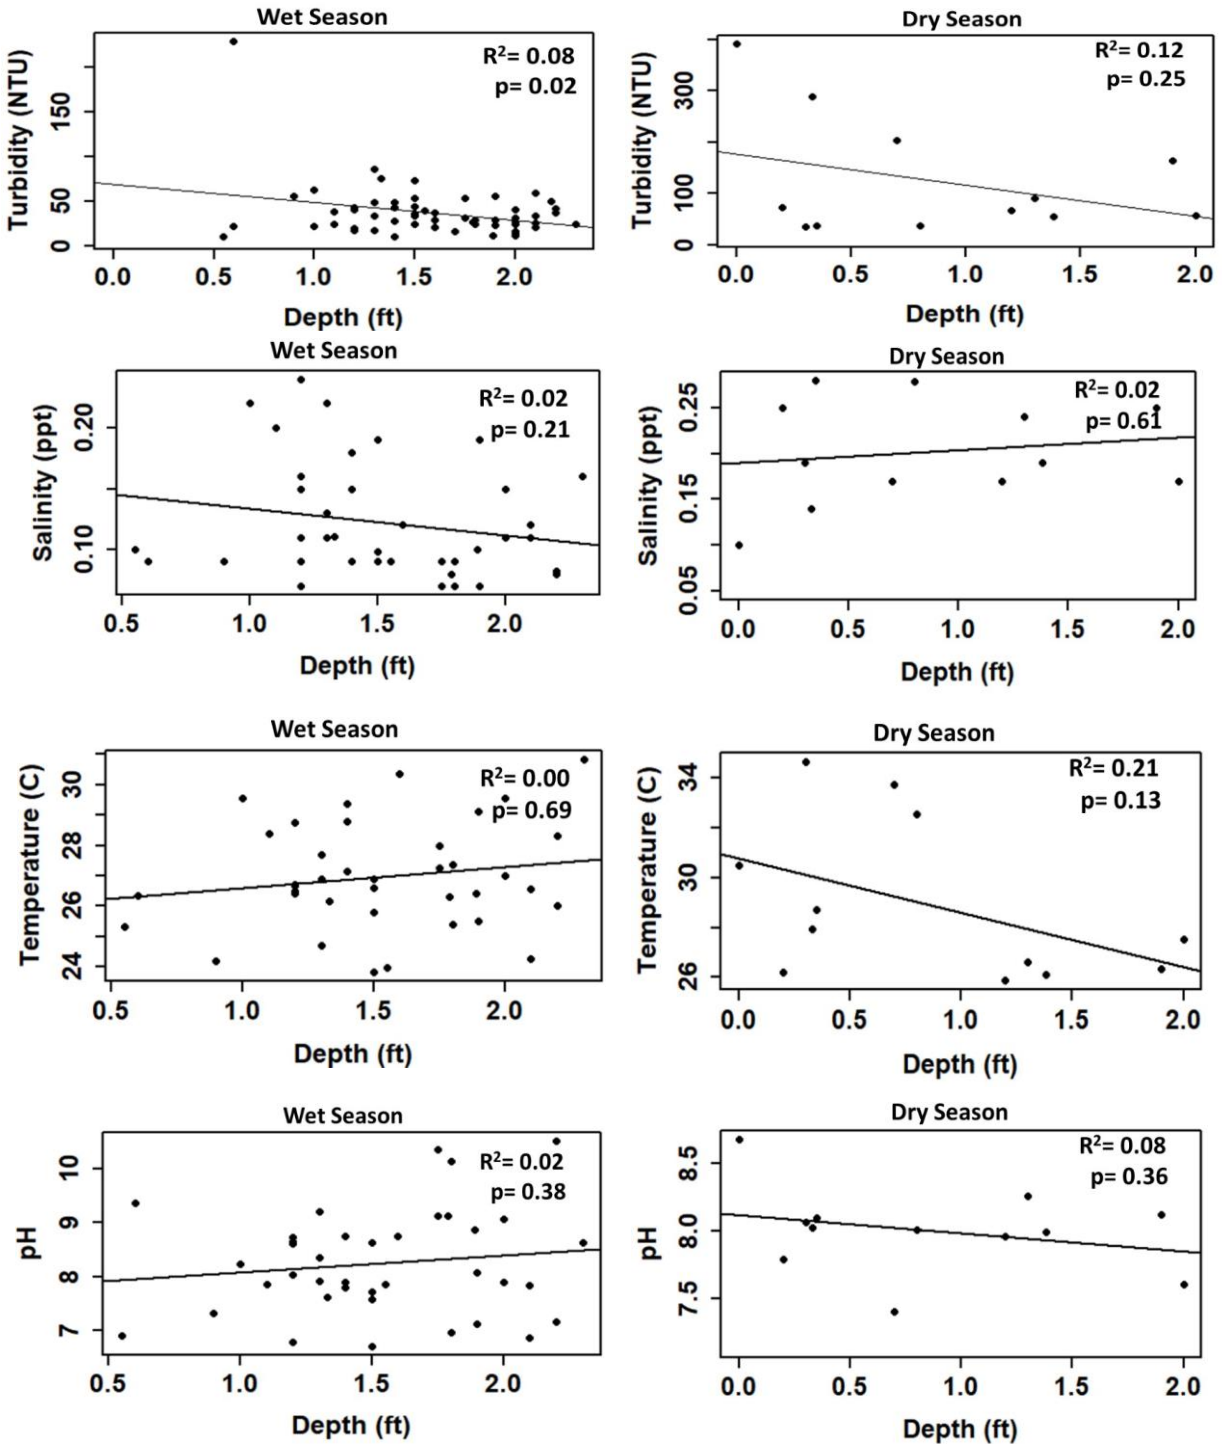 Wet Season
R²= 0.08
p= 0.02
Turbidity (NTU)
150
50
0
0.0 0.5 1.0 1.5 2.0
Depth (ft)
Dry Season
R²= 0.12
p= 0.25
Turbidity (NTU)
300
100
0
0.0 0.5 1.0 1.5 2.0
Depth (ft)
Wet Season
R²= 0.02
p= 0.21
Salinity (ppt)
0.20
0.10
0.5 1.0 1.5 2.0
Depth (ft)
Dry Season
R²= 0.02
p= 0.61
Salinity (ppt)
0.25
0.15
0.05
0.0 0.5 1.0 1.5 2.0
Depth (ft)
Wet Season
R²= 0.00
p= 0.69
Temperature (C)
30
28
26
24
0.5 1.0 1.5 2.0
Depth (ft)
Dry Season
R²= 0.21
p= 0.13
Temperature (C)
34
30
26
0.0 0.5 1.0 1.5 2.0
Depth (ft)
Wet Season
R²= 0.02
p= 0.38
pH
10
9
8
7
0.5 1.0 1.5 2.0
Depth (ft)
Dry Season
R²= 0.08
p= 0.36
pH
8.5
8.0
7.5
0.0 0.5 1.0 1.5 2.0
Depth (ft)